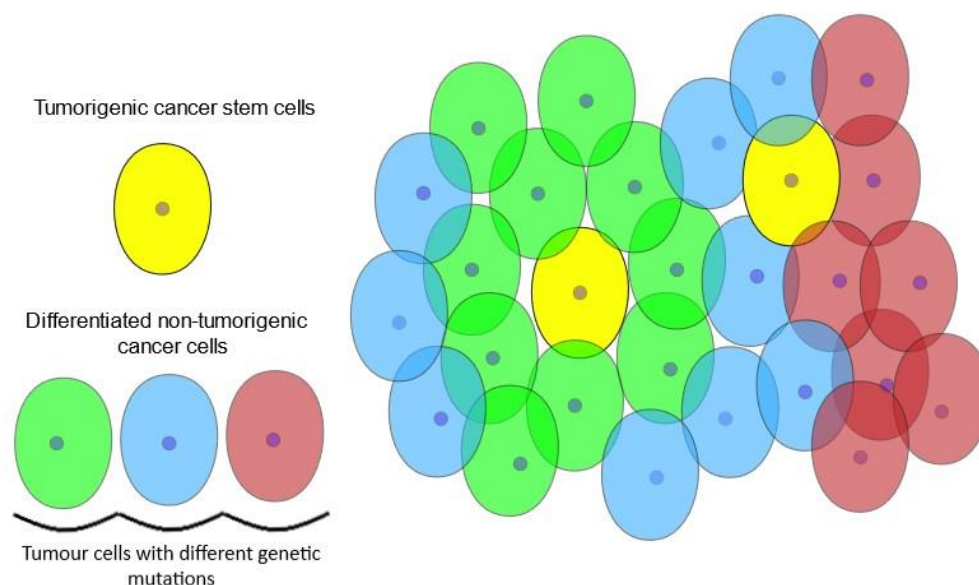 Tumorigenic cancer stem cells
Differentiated non-tumorigenic
cancer cells
Tumour cells with different genetic
mutations